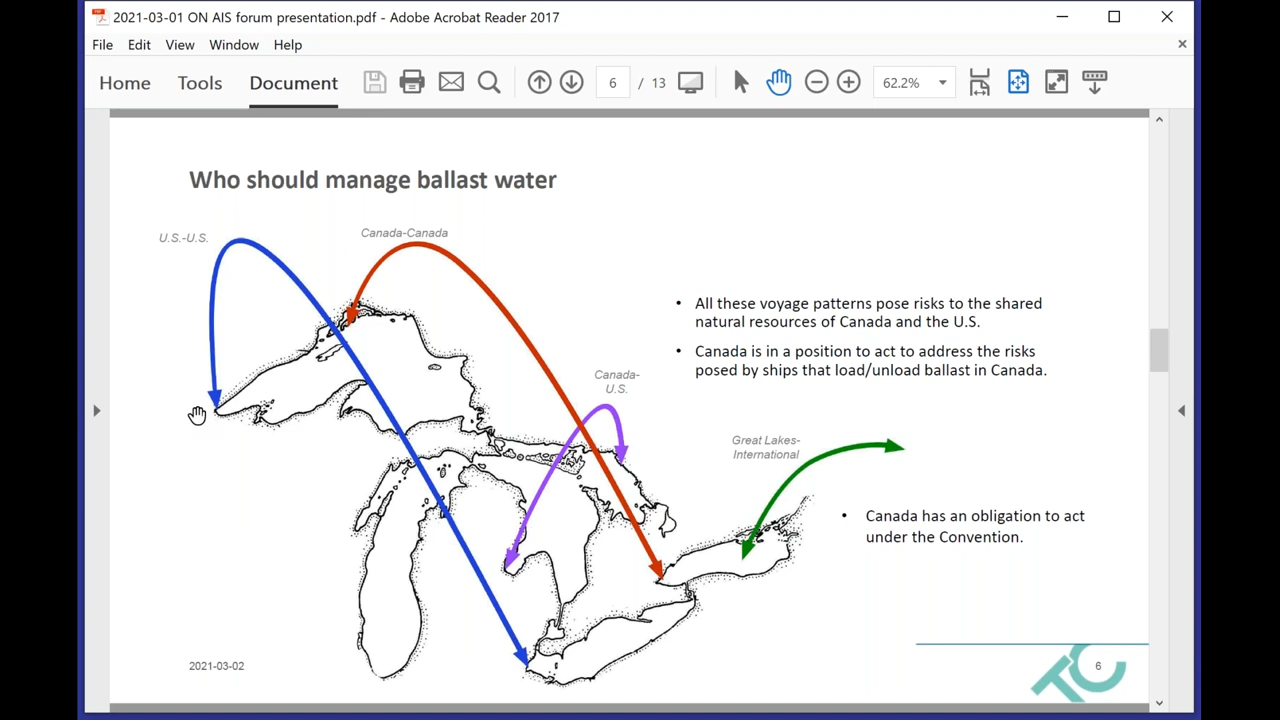 2021-03-01 ON AIS forum presentation.pdf - Adobe Acrobat Reader 2017
File Edit View Window Help
Home Tools Document 6 / 13 62.2%
Who should manage ballast water
U.S.-U.S.
Canada-Canada
• All these voyage patterns pose risks to the shared
natural resources of Canada and the U.S.
• Canada is in a position to act to address the risks
posed by ships that load/unload ballast in Canada.
Canada-
U.S.
Great Lakes-
International
• Canada has an obligation to act
under the Convention.
2021-03-02
TC
6